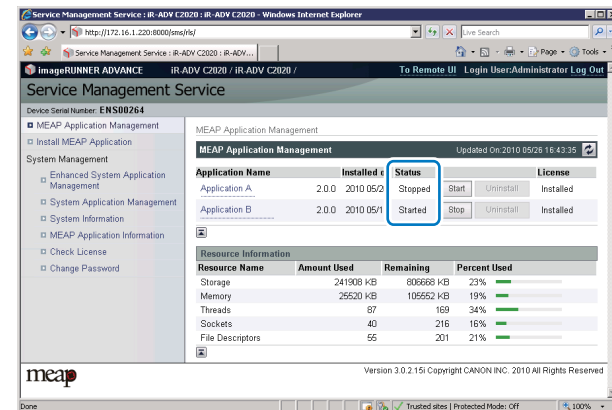 Service Management Service : iR-ADV C2020 : iR-ADV C2020 - Windows Internet Explorer
http://172.16.1.220:8000/sms/rls/
Live Search
Service Management Service : iR-ADV C2020 : iR-ADV...
Page
Tools
imageRUNNER ADVANCE iR-ADV C2020 / iR-ADV C2020 / To Remote UI Login User:Administrator Log Out
Service Management Service
Device Serial Number: ENS00264
MEAP Application Management
Install MEAP Application
System Management
Enhanced System Application
Management
System Application Management
System Information
MEAP Application Information
Check License
Change Password
MEAP Application Management
MEAP Application Management Updated On:2010 05/26 16:43:35
Application Name Installed Status License
Application A 2.0.0 2010 05/2 Stopped Start Uninstall Installed
Application B 2.0.0 2010 05/1 Started Stop Uninstall Installed
Resource Information
Resource Name Amount Used Remaining Percent Used
Storage 241908 KB 806668 KB 23%
Memory 25520 KB 105552 KB 19%
Threads 87 169 34%
Sockets 40 216 16%
File Descriptors 55 201 21%
meap
Version 3.0.2.15i Copyright CANON INC. 2010 All Rights Reserved
Done Trusted sites | Protected Mode: Off 100%